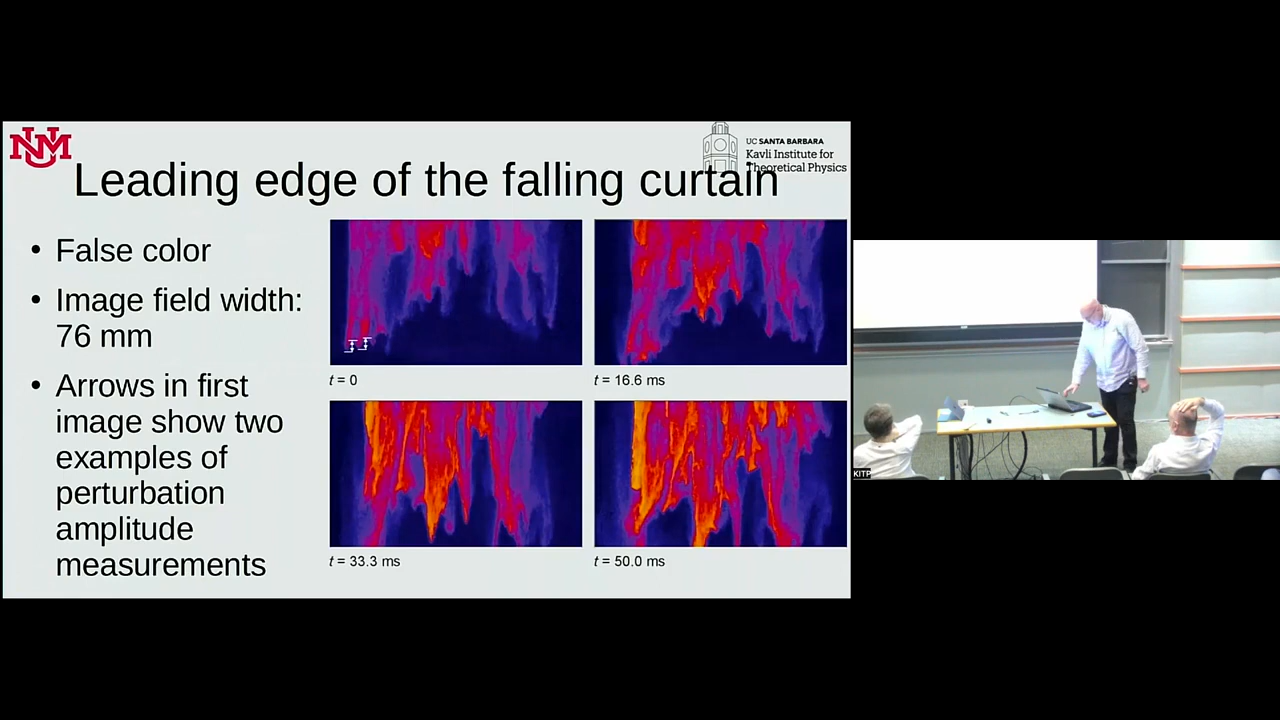 UNM
UC SANTA BARBARA
Kavli Institute for
Theoretical Physics
Leading edge of the falling curtain
• False color
• Image field width:
76 mm
• Arrows in first
image show two
examples of
perturbation
amplitude
measurements
t = 0
t = 16.6 ms
t = 33.3 ms
t = 50.0 ms
KITP